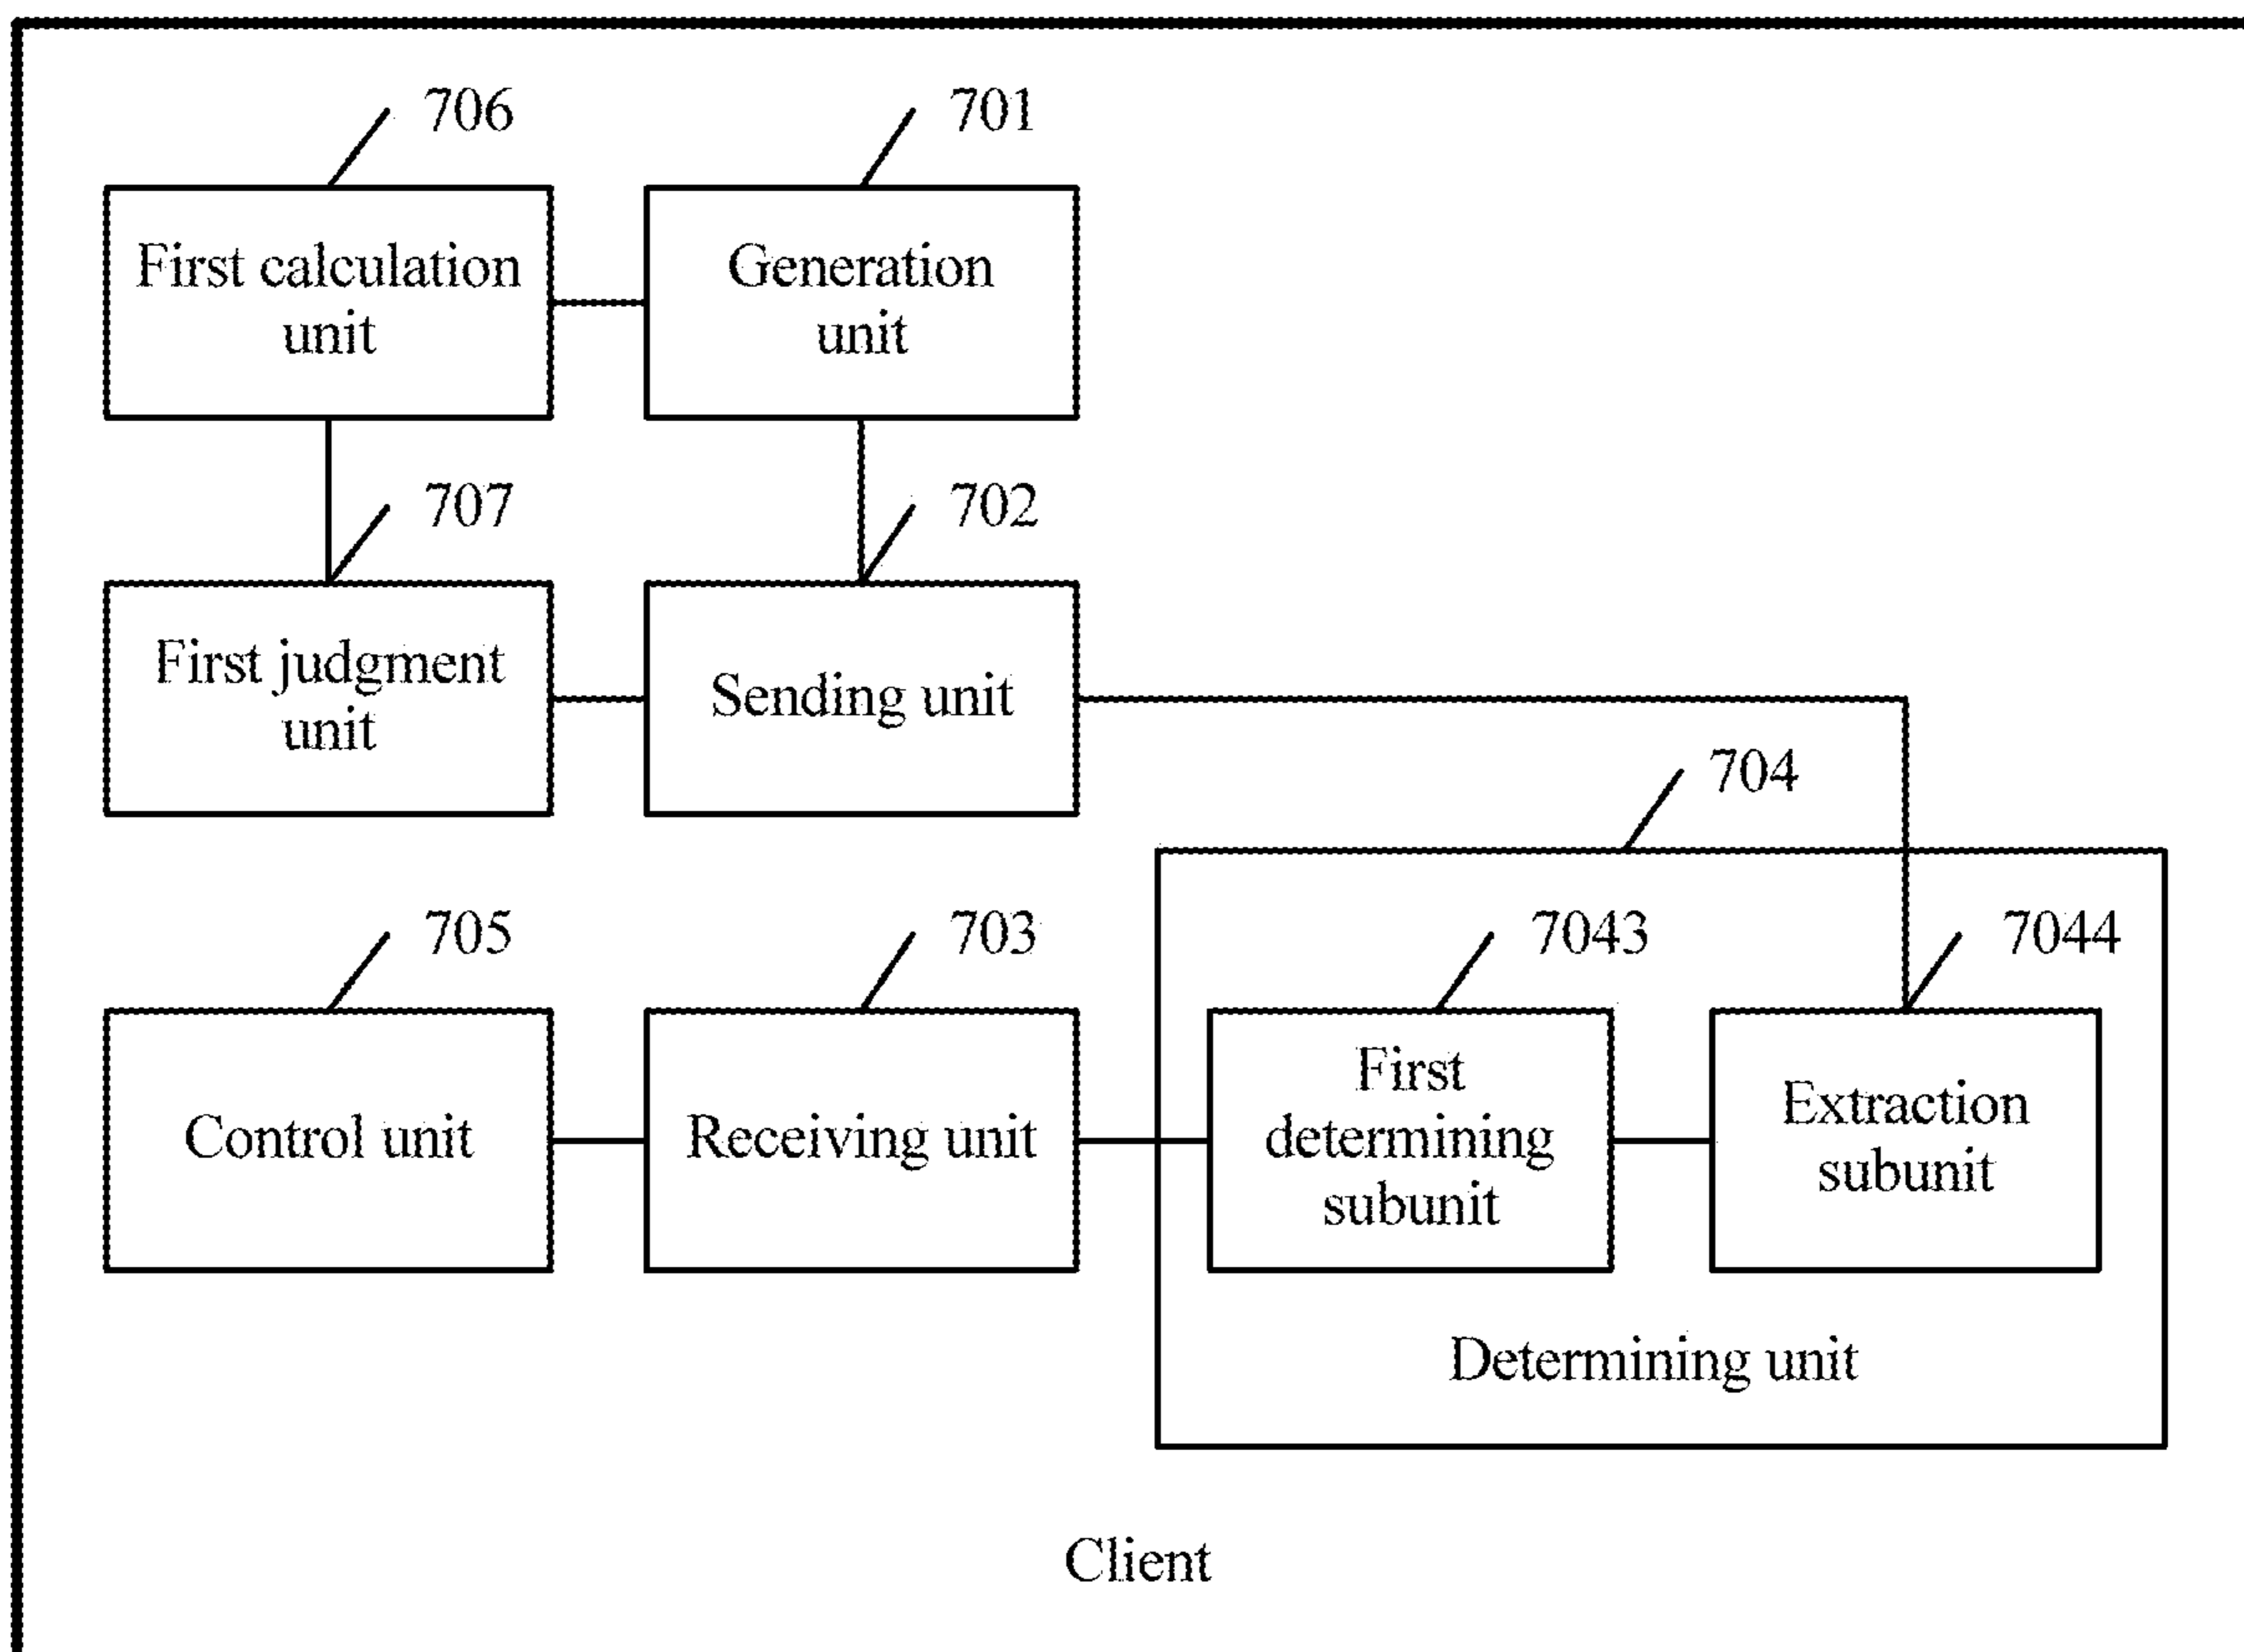 706
701
First calculation
unit
Generation
unit
707
702
First judgment
unit
Sending unit
704
705
703
7043
7044
Control unit
Receiving unit
First
determining
subunit
Extraction
subunit
Determining unit
Client